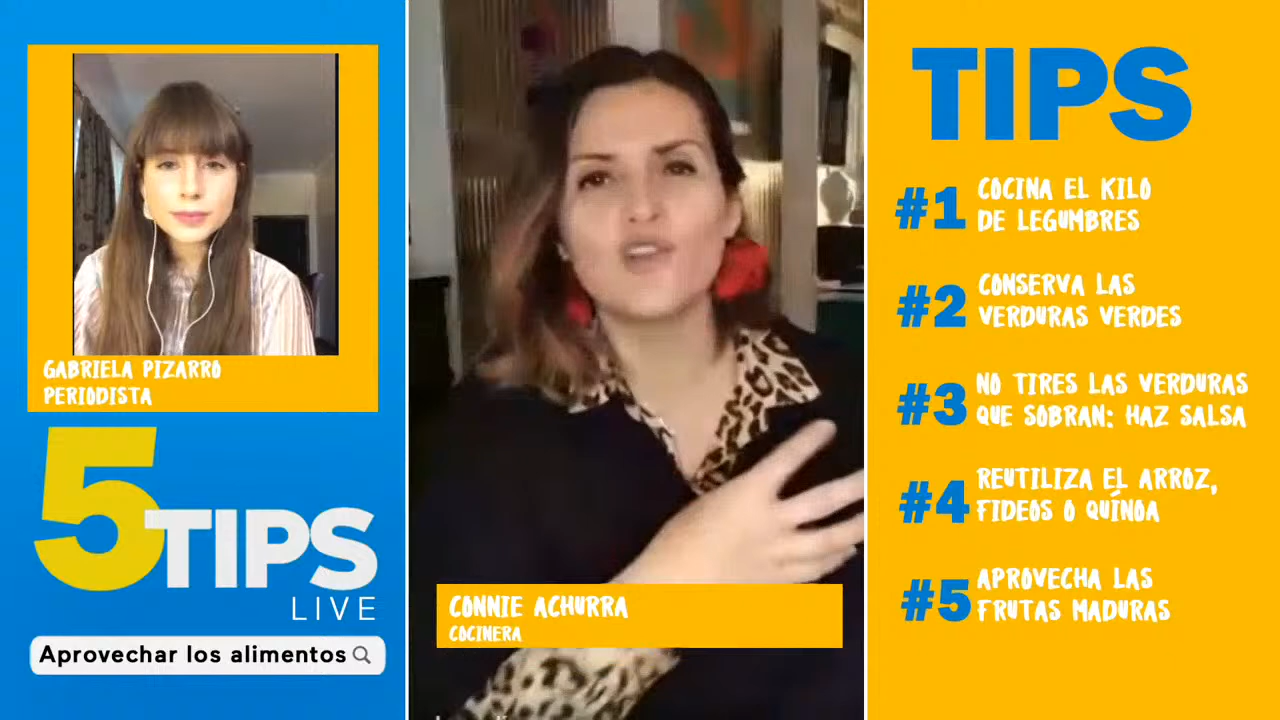 GABRIELA PIZARRO
PERIODISTA
5TIPS
LIVE
Aprovechar los alimentos
CONNIE ACHURRA
COCINERA
TIPS
#1 COCINA EL KILO
DE LEGUMBRES
#2 CONSERVA LAS
VERDURAS VERDES
#3 NO TIRES LAS VERDURAS
QUE SOBRAN: HAZ SALSA
#4 REUTILIZA EL ARROZ,
FIDEOS O QUÍNOA
#5 APROVECHA LAS
FRUTAS MADURAS